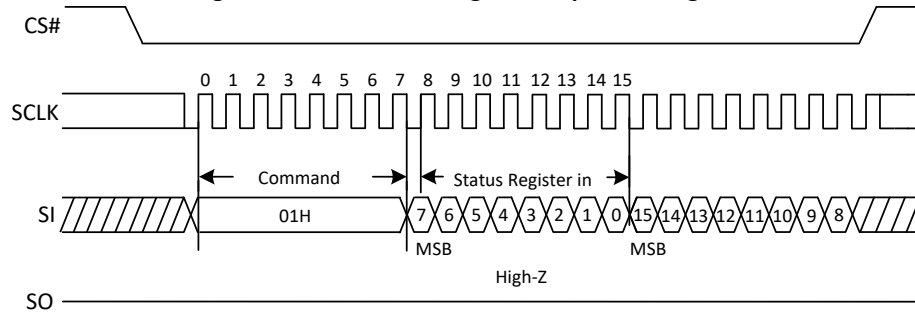 CS#
0 1 2 3 4 5 6 7 8 9 10 11 12 13 14 15
SCLK
Command Status Register in
SI 01H 7 6 5 4 3 2 1 0 15 14 13 12 11 10 9 8
MSB MSB
High-Z
SO